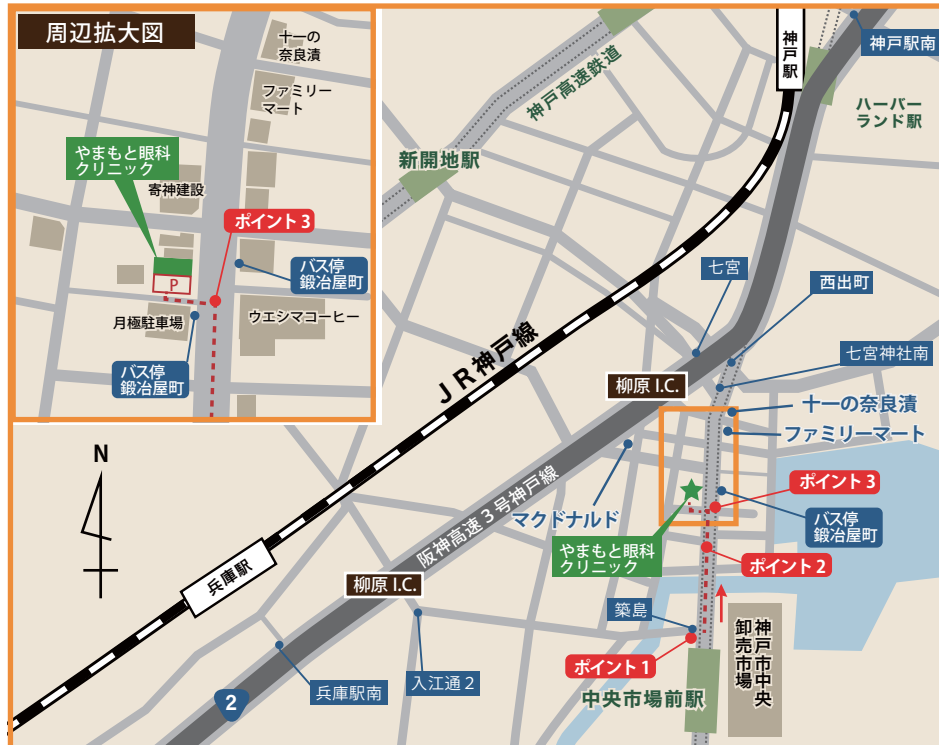 周辺拡大図
十一の
奈良漬
ファミリー
マート
やまもと眼科
クリニック
寄神建設
ポイント3
バス停
鍛冶屋町
P
月極駐車場
ウエシマコーヒー
バス停
鍛冶屋町
神戸駅
神戸駅南
神戸高速鉄道
ハーバー
ランド駅
新開地駅
七宮
西出町
JR神戸線
七宮神社南
柳原 I.C.
十一の奈良漬
ファミリーマート
N
阪神高速3号神戸線
マクドナルド
ポイント3
バス停
鍛冶屋町
やまもと眼科
クリニック
ポイント2
兵庫駅
柳原 I.C.
築島
神戸市中央
卸売市場
ポイント1
兵庫駅南
入江通2
中央市場前駅
2